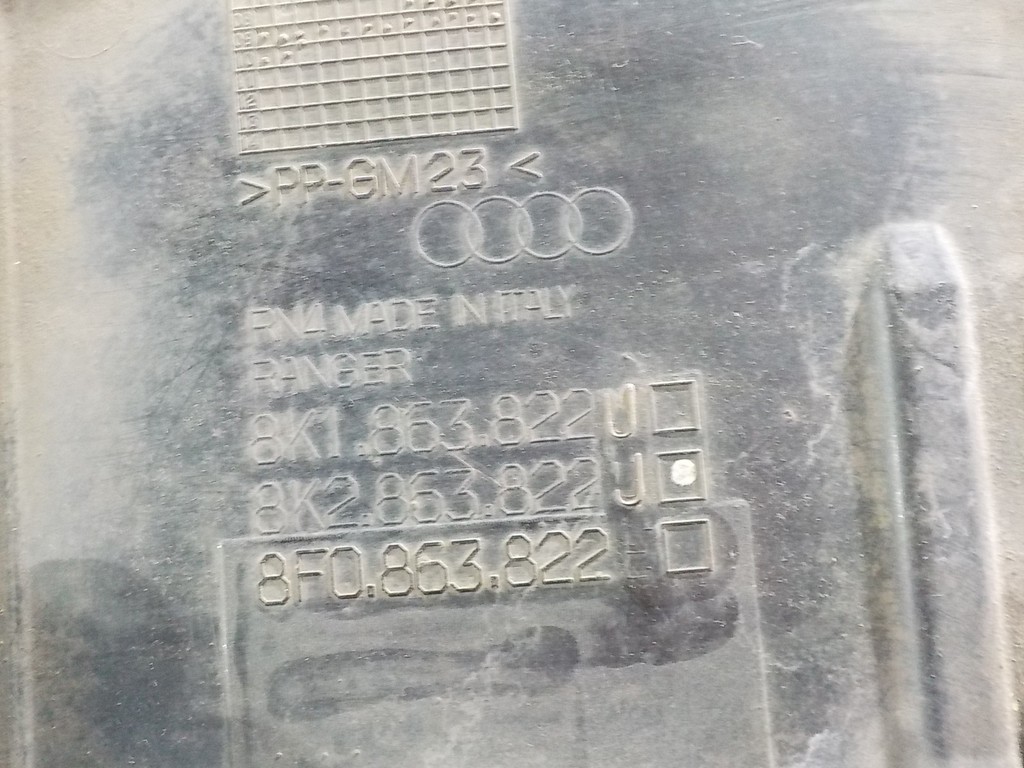 >PP-GM23<
RN4 MADE IN ITALY
RANGER
8K1.863.822 U
8K2.863.822 J
8F0.863.822 E